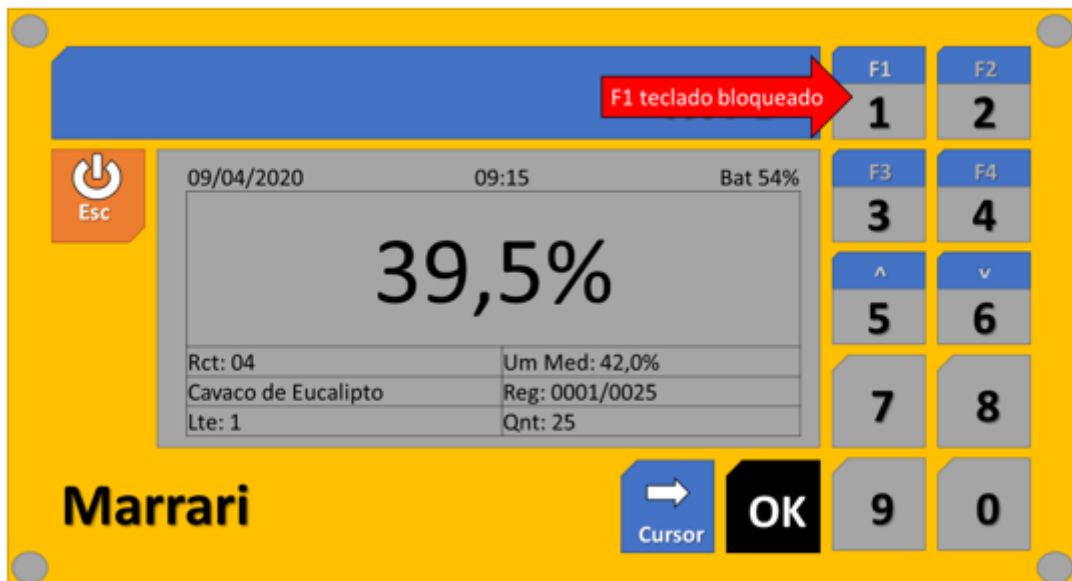 F1 teclado bloqueado
F1
1
F2
2
Esc
09/04/2020 09:15 Bat 54%
F3
3
F4
4
39,5%
^
5
v
6
Rct: 04 Um Med: 42,0%
Cavaco de Eucalipto Reg: 0001/0025
Lte: 1 Qnt: 25
7
8
Marrari
Cursor
OK
9
0